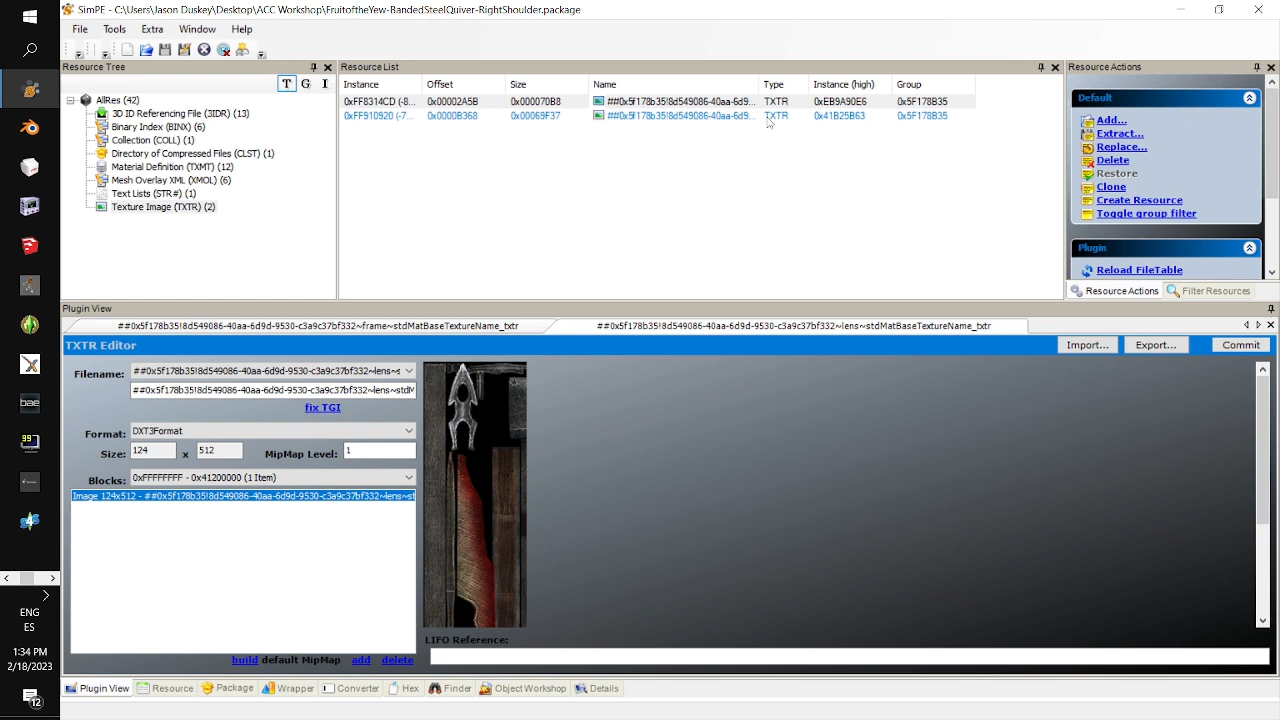 SimPE - C:\Users\Jason Duskey\Desktop\ACC Workshop\FruitoftheYew-BandedSteelQuiver-RightShoulder.package
File Tools Extra Window Help
Resource Tree
T G I
AllRes (42)
3D ID Referencing File (3IDR) (13)
Binary Index (BINX) (6)
Collection (COLL) (1)
Directory of Compressed Files (CLST) (1)
Material Definition (TXMT) (12)
Mesh Overlay XML (XMOL) (6)
Text Lists (STR#) (1)
Texture Image (TXTR) (2)
Resource List
Instance Offset Size Name Type Instance (high) Group
0xFF8314CD (-8... 0x00002A5B 0x000070B8 ##0x5f178b35!8d549086-40aa-6d9... TXTR 0xEB9A90E6 0x5F178B35
0xFF910920 (-7... 0x0000B368 0x00069F37 ##0x5f178b35!8d549086-40aa-6d9... TXTR 0x41B25B63 0x5F178B35
Resource Actions
Default
Add...
Extract...
Replace...
Delete
Restore
Clone
Create Resource
Toggle group filter
Plugin
Reload FileTable
Resource Actions Filter Resources
Plugin View
##0x5f178b35!8d549086-40aa-6d9d-9530-c3a9c37bf332~frame~stdMatBaseTextureName_txtr ##0x5f178b35!8d549086-40aa-6d9d-9530-c3a9c37bf332~lens~stdMatBaseTextureName_txtr
TXTR Editor Import... Export... Commit
Filename: ##0x5f178b35!8d549086-40aa-6d9d-9530-c3a9c37bf332~lens~s
##0x5f178b35!8d549086-40aa-6d9d-9530-c3a9c37bf332~lens~stdM
fix TGI
Format: DXT3Format
Size: 124 x 512 MipMap Level: 1
Blocks: 0xFFFFFFFF - 0x41200000 (1 Item)
Image 124x512 - ##0x5f178b35!8d549086-40aa-6d9d-9530-c3a9c37bf332~lens~st
LIFO Reference:
build default MipMap add delete
Plugin View Resource Package Wrapper Converter Hex Finder Object Workshop Details
bae
99
ENG
ES
1:34 PM
2/18/2023
12